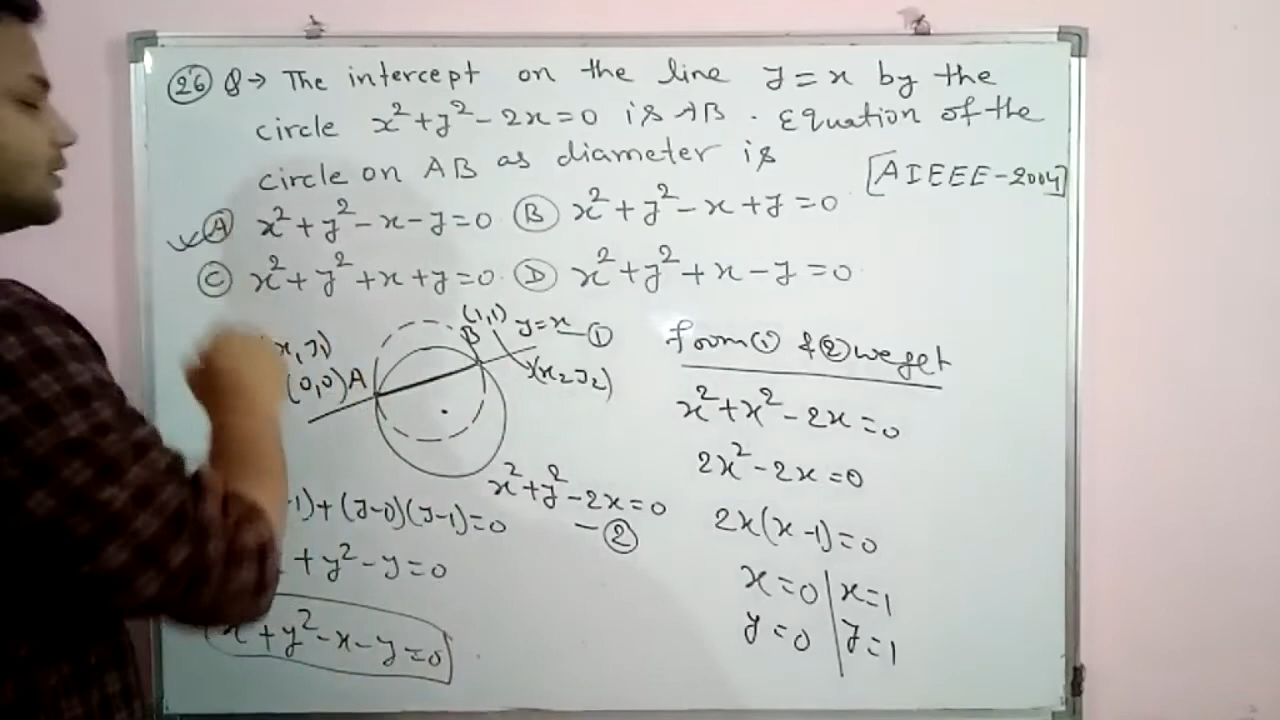 26 Q→ The intercept on the line y=x by the
circle x²+y²-2x=0 is AB. Equation of the
circle on AB as diameter is
[AIEEE-2004]
A x²+y²-x-y=0 B x²+y²-x+y=0
C x²+y²+x+y=0 D x²+y²+x-y=0
(1,1) y=x — 1
B
x₁y₁)
(0,0) A
(x₂y₂)
x²+y²-2x=0
— 2
-1)+(y-0)(y-1)=0
+y²-y=0
x+y²-x-y=0
from 1 & 2 we get
x²+x²-2x=0
2x²-2x=0
2x(x-1)=0
x=0 | x=1
y=0 | y=1